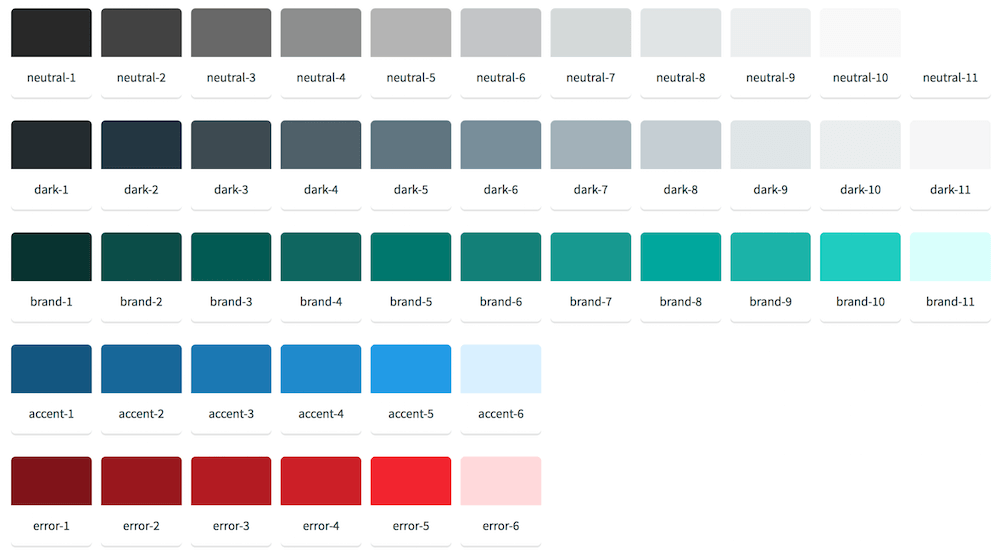 neutral-1 neutral-2 neutral-3 neutral-4 neutral-5 neutral-6 neutral-7 neutral-8 neutral-9 neutral-10 neutral-11
dark-1 dark-2 dark-3 dark-4 dark-5 dark-6 dark-7 dark-8 dark-9 dark-10 dark-11
brand-1 brand-2 brand-3 brand-4 brand-5 brand-6 brand-7 brand-8 brand-9 brand-10 brand-11
accent-1 accent-2 accent-3 accent-4 accent-5 accent-6
error-1 error-2 error-3 error-4 error-5 error-6